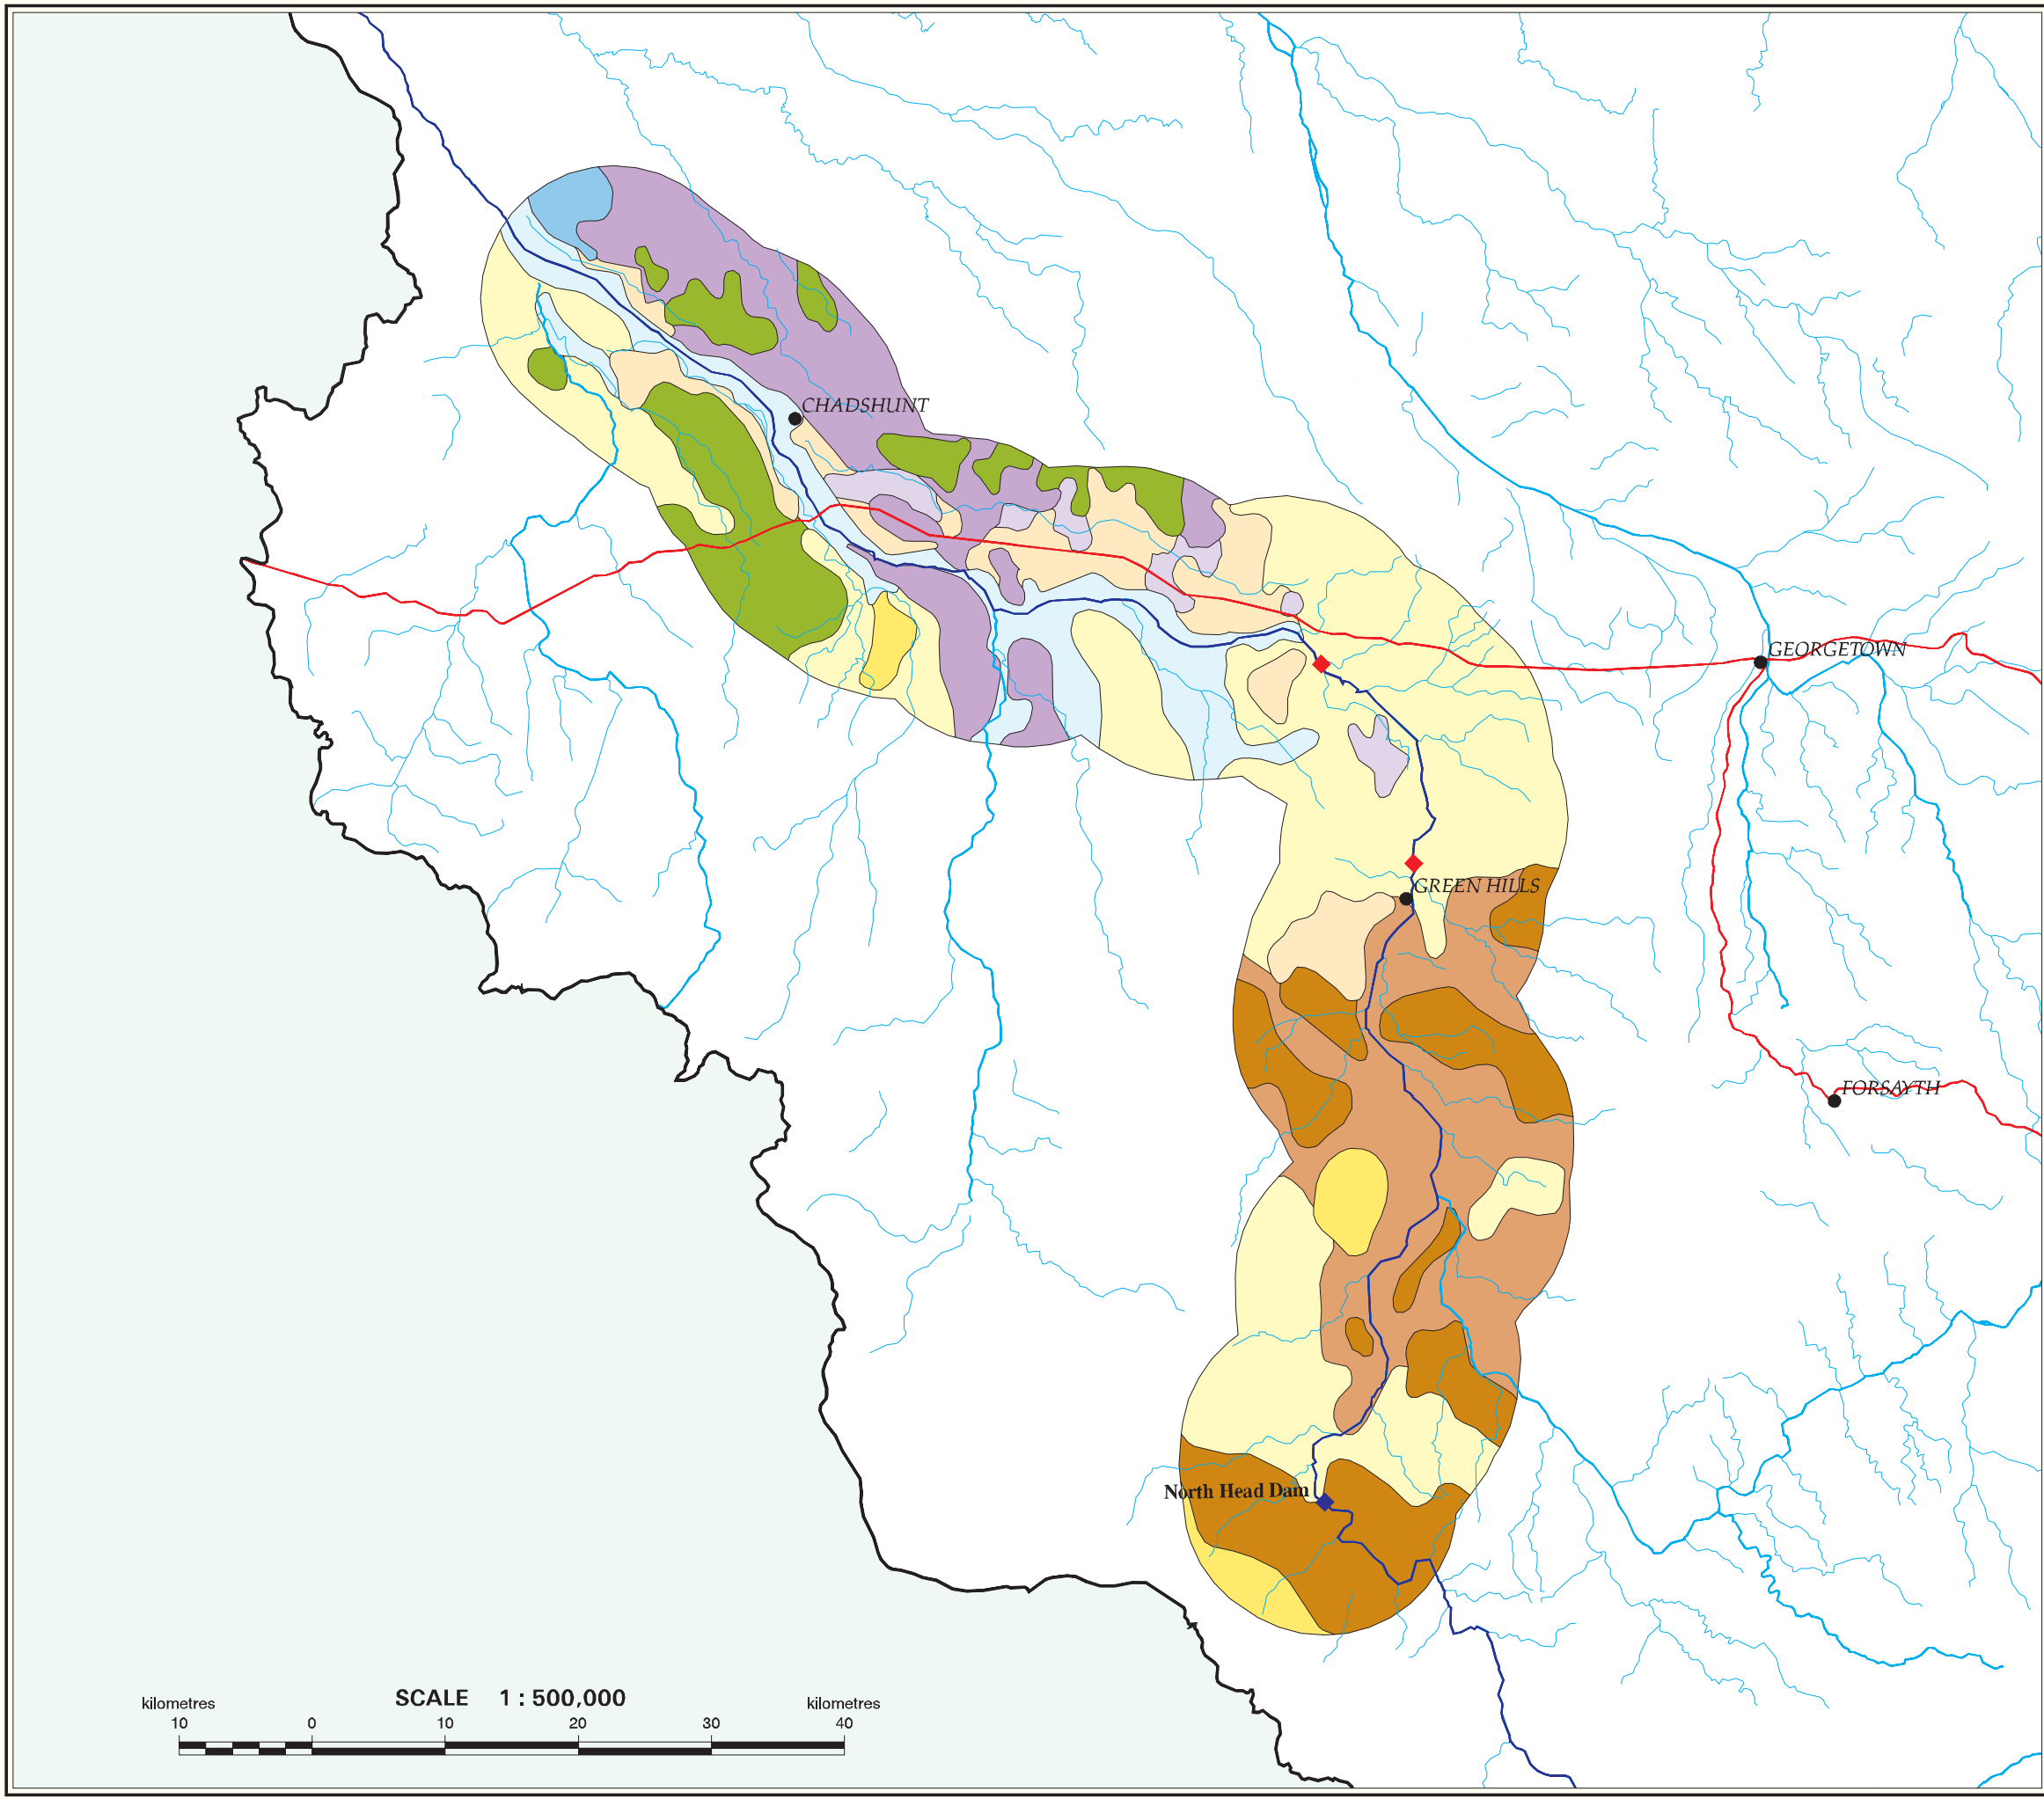 CHADSHUNT
GEORGETOWN
GREEN HILLS
FORSAYTH
North Head Dam
SCALE 1 : 500,000
kilometres kilometres
10 0 10 20 30 40